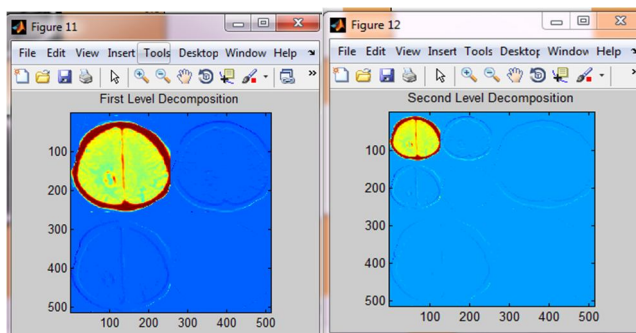 Figure 11
File Edit View Insert Tools Desktop Window Help
First Level Decomposition
100
200
300
400
500
100 200 300 400 500
Figure 12
File Edit View Insert Tools Desktop Window Help
Second Level Decomposition
100
200
300
400
500
100 200 300 400 500